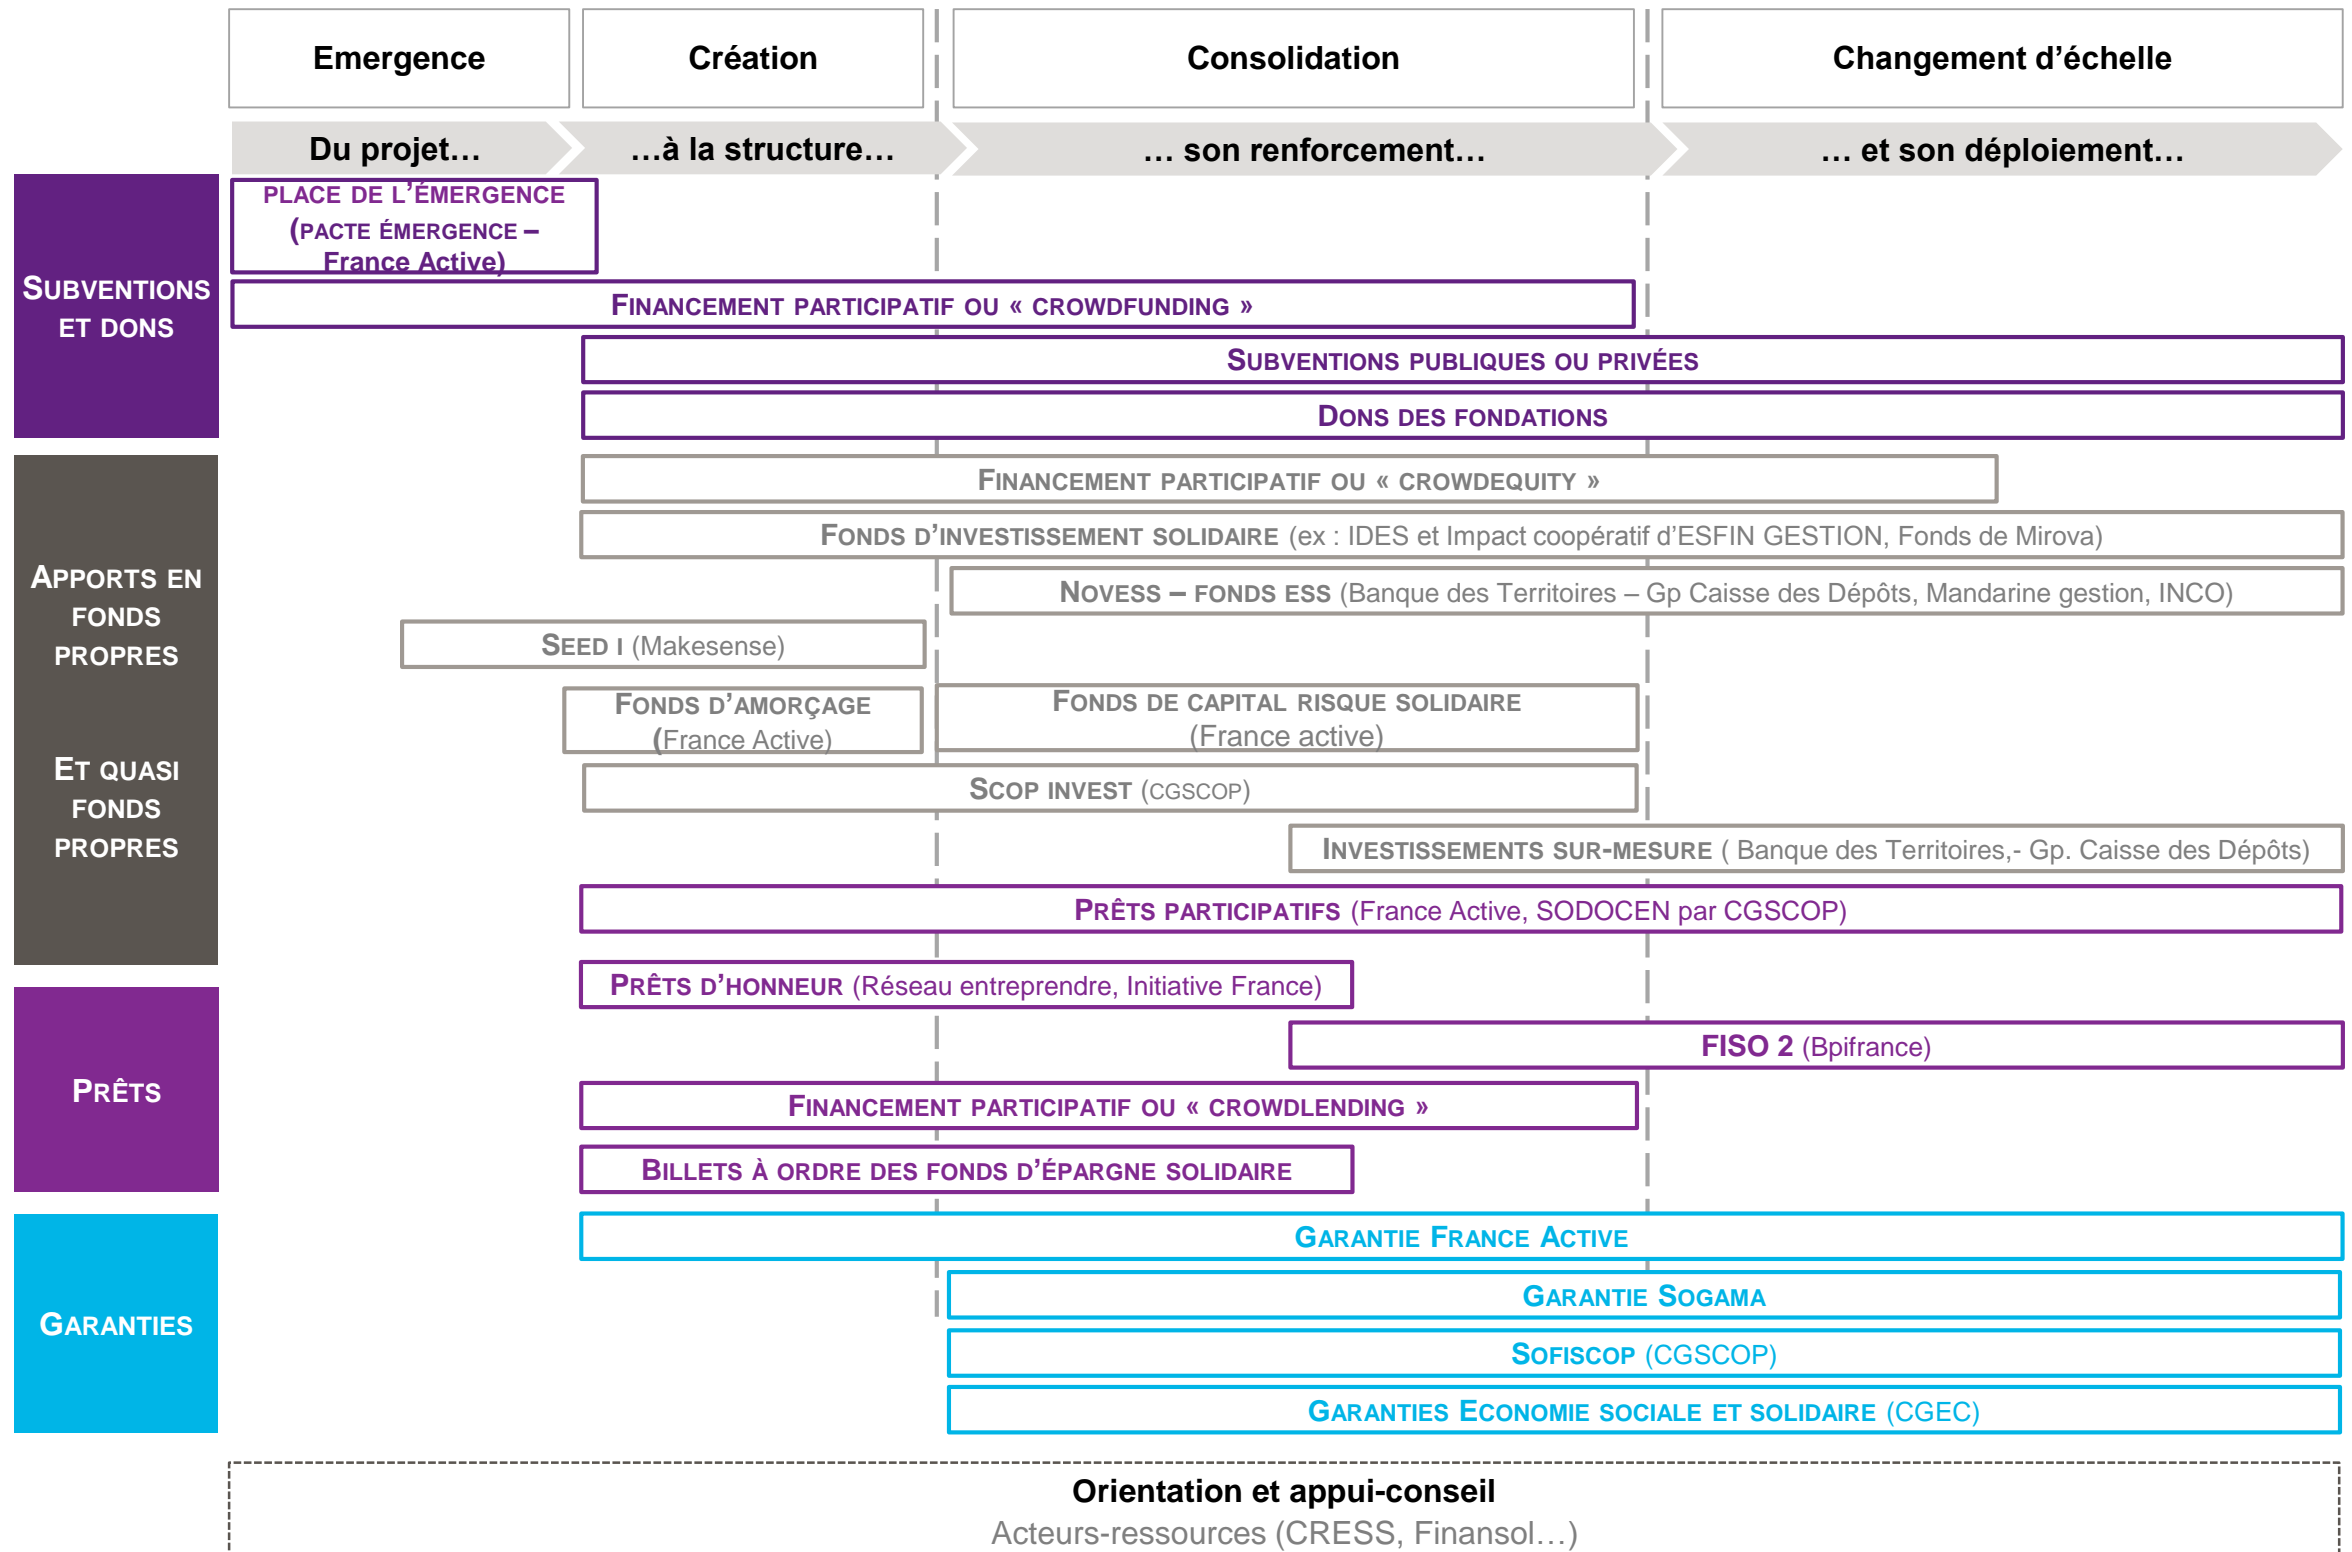 Emergence
Création
Consolidation
Changement d’échelle
Du projet…
…à la structure…
… son renforcement…
… et son déploiement…
SUBVENTIONS
ET DONS
PLACE DE L’ÉMERGENCE
(PACTE ÉMERGENCE –
France Active)
FINANCEMENT PARTICIPATIF OU « CROWDFUNDING »
SUBVENTIONS PUBLIQUES OU PRIVÉES
DONS DES FONDATIONS
APPORTS EN
FONDS
PROPRES
ET QUASI
FONDS
PROPRES
FINANCEMENT PARTICIPATIF OU « CROWDEQUITY »
FONDS D’INVESTISSEMENT SOLIDAIRE (ex : IDES et Impact coopératif d’ESFIN GESTION, Fonds de Mirova)
NOVESS – FONDS ESS (Banque des Territoires – Gp Caisse des Dépôts, Mandarine gestion, INCO)
SEED I (Makesense)
FONDS D’AMORÇAGE
(France Active)
FONDS DE CAPITAL RISQUE SOLIDAIRE
(France active)
SCOP INVEST (CGSCOP)
INVESTISSEMENTS SUR-MESURE ( Banque des Territoires,- Gp. Caisse des Dépôts)
PRÊTS PARTICIPATIFS (France Active, SODOCEN par CGSCOP)
PRÊTS
PRÊTS D’HONNEUR (Réseau entreprendre, Initiative France)
FISO 2 (Bpifrance)
FINANCEMENT PARTICIPATIF OU « CROWDLENDING »
BILLETS À ORDRE DES FONDS D’ÉPARGNE SOLIDAIRE
GARANTIES
GARANTIE FRANCE ACTIVE
GARANTIE SOGAMA
SOFISCOP (CGSCOP)
GARANTIES ECONOMIE SOCIALE ET SOLIDAIRE (CGEC)
Orientation et appui-conseil
Acteurs-ressources (CRESS, Finansol…)